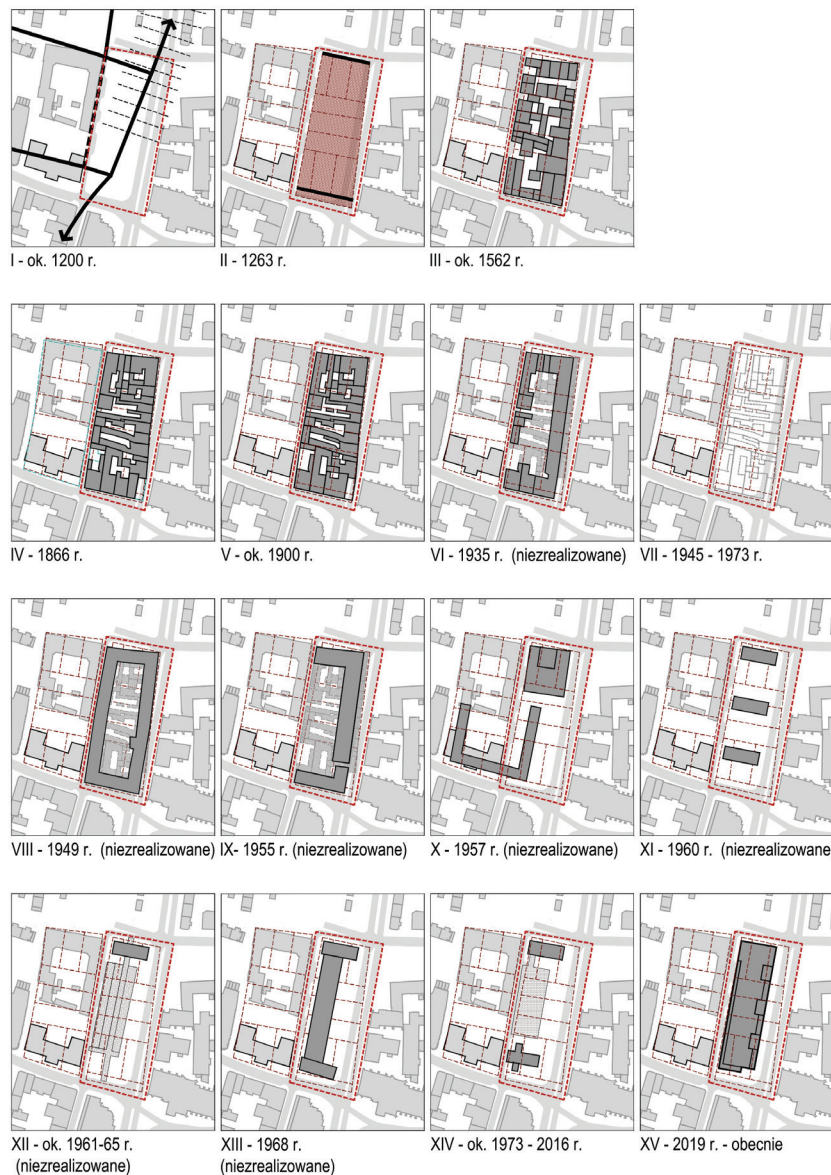 I - ok. 1200 r.
II - 1263 r.
III - ok. 1562 r.
IV - 1866 r.
V - ok. 1900 r.
VI - 1935 r. (niezrealizowane)
VII - 1945 - 1973 r.
VIII - 1949 r. (niezrealizowane)
IX- 1955 r. (niezrealizowane)
X - 1957 r. (niezrealizowane)
XI - 1960 r. (niezrealizowane)
XII - ok. 1961-65 r.
(niezrealizowane)
XIII - 1968 r.
(niezrealizowane)
XIV - ok. 1973 - 2016 r.
XV - 2019 r. - obecnie